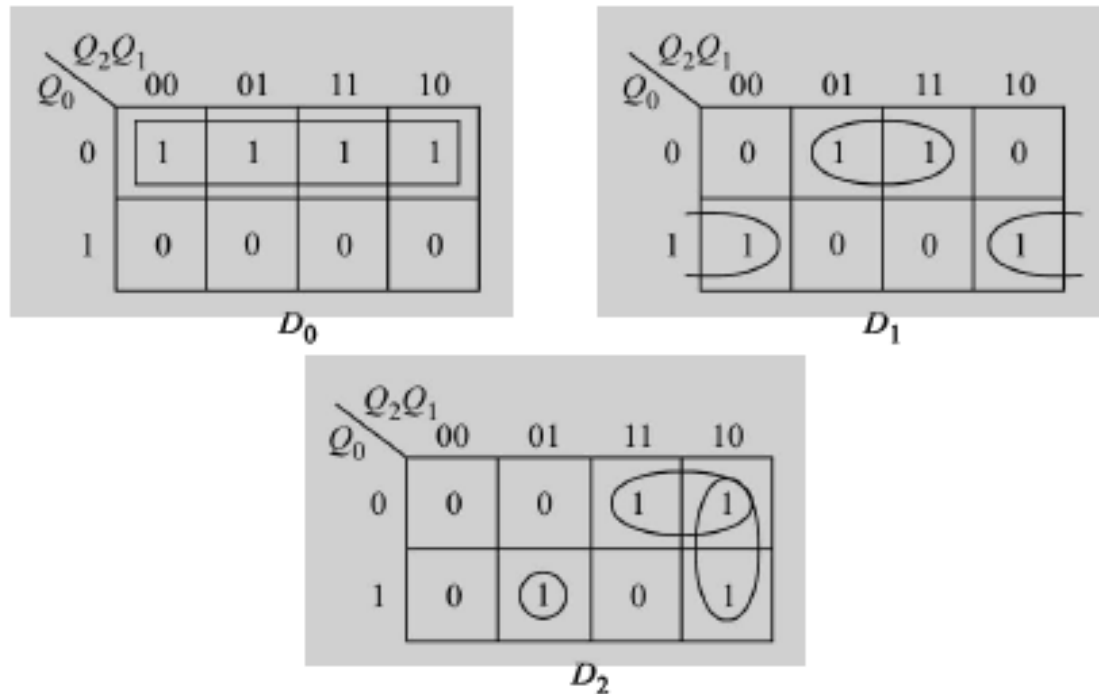 Q₂Q₁
Q₀ 00 01 11 10
0 1 1 1 1
1 0 0 0 0
D₀
Q₂Q₁
Q₀ 00 01 11 10
0 0 1 1 0
1 1 0 0 1
D₁
Q₂Q₁
Q₀ 00 01 11 10
0 0 0 1 1
1 0 1 0 1
D₂